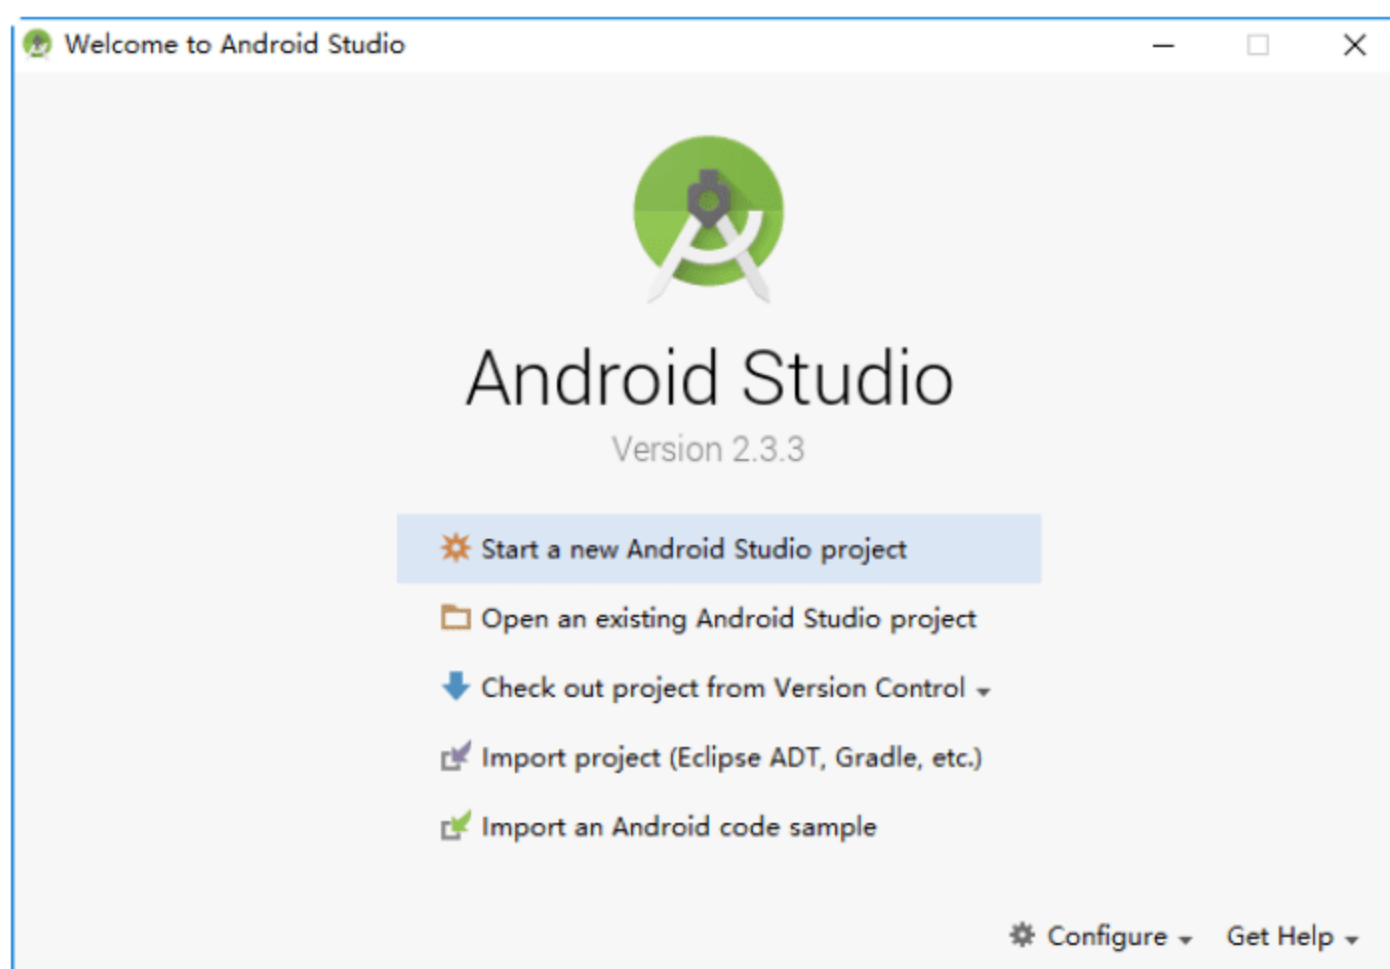 Welcome to Android Studio
Android Studio
Version 2.3.3
Start a new Android Studio project
Open an existing Android Studio project
Check out project from Version Control
Import project (Eclipse ADT, Gradle, etc.)
Import an Android code sample
Configure Get Help